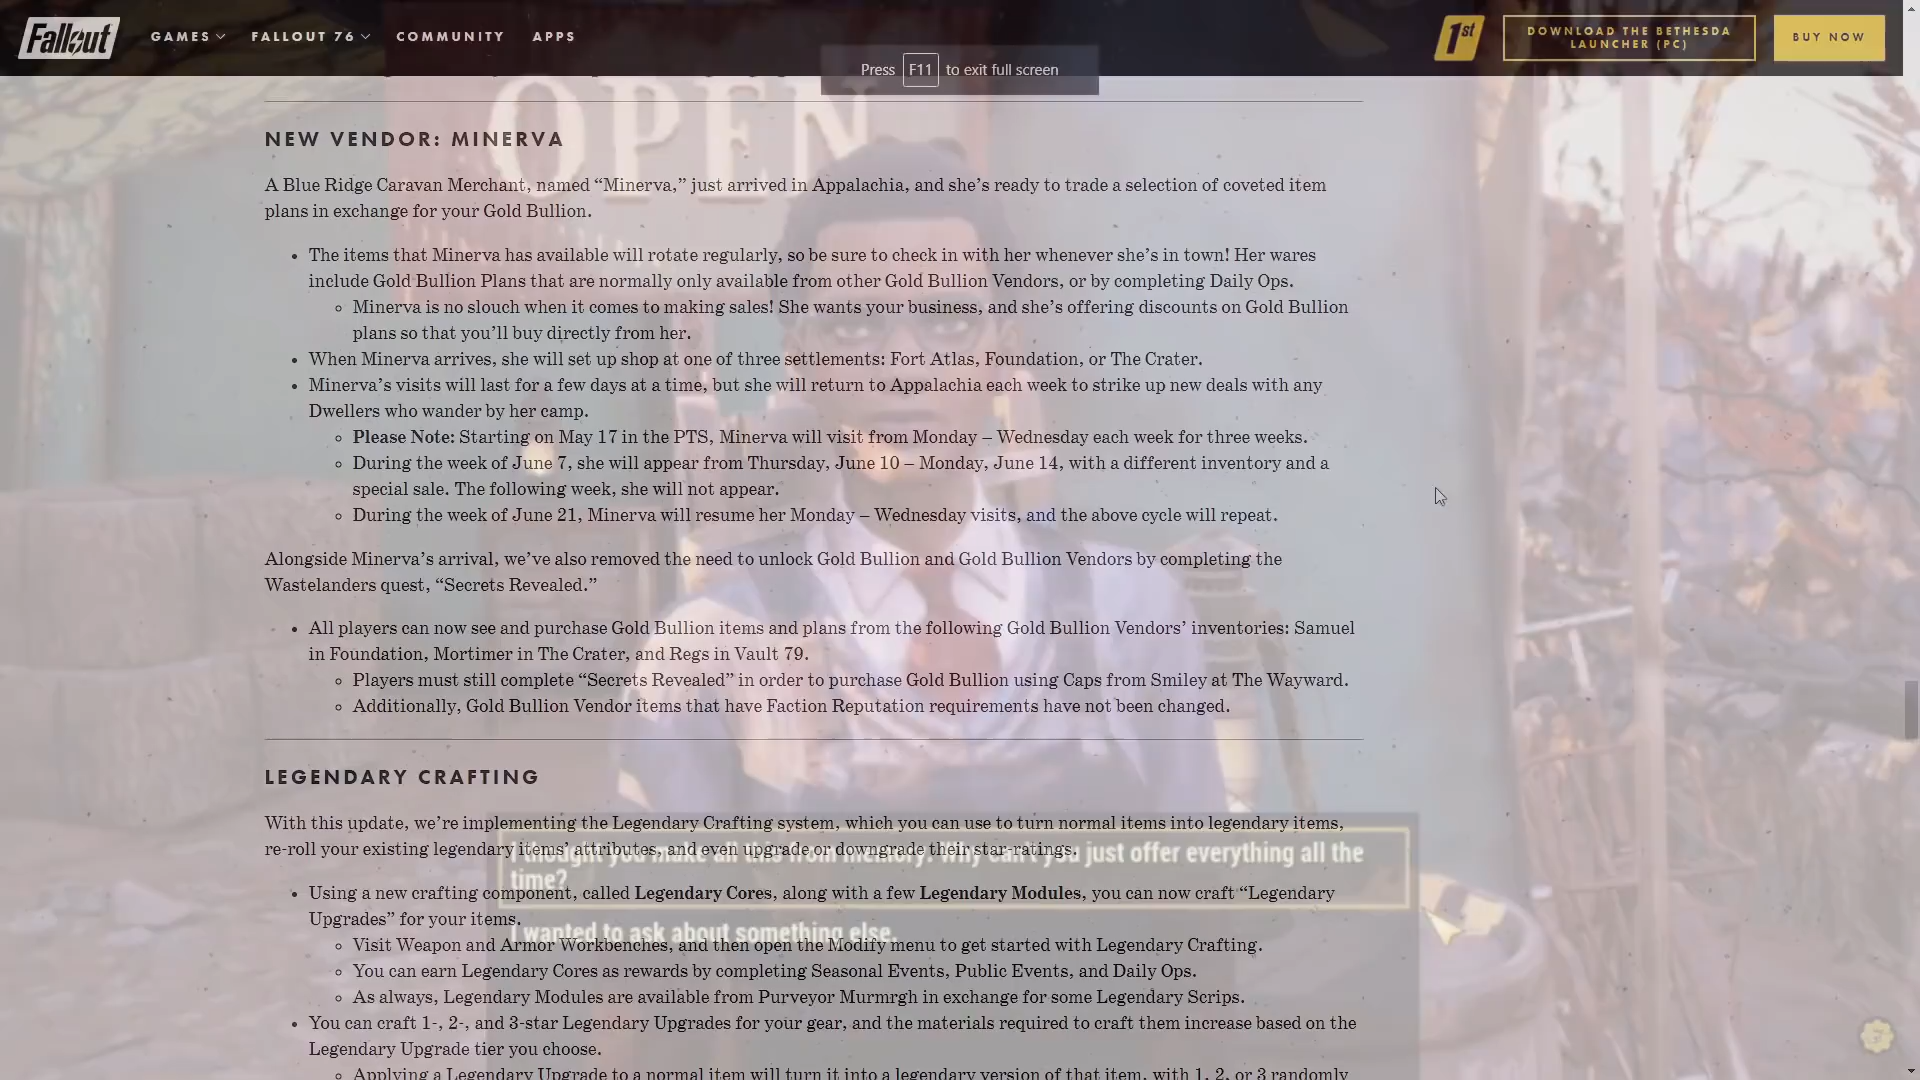 Fallout
GAMES
FALLOUT 76
COMMUNITY
APPS
1st
DOWNLOAD THE BETHESDA
LAUNCHER (PC)
BUY NOW
Press F11 to exit full screen
OPEN
NEW VENDOR: MINERVA
A Blue Ridge Caravan Merchant, named “Minerva,” just arrived in Appalachia, and she’s ready to trade a selection of coveted item
plans in exchange for your Gold Bullion.
The items that Minerva has available will rotate regularly, so be sure to check in with her whenever she’s in town! Her wares
include Gold Bullion Plans that are normally only available from other Gold Bullion Vendors, or by completing Daily Ops.
Minerva is no slouch when it comes to making sales! She wants your business, and she’s offering discounts on Gold Bullion
plans so that you’ll buy directly from her.
When Minerva arrives, she will set up shop at one of three settlements: Fort Atlas, Foundation, or The Crater.
Minerva’s visits will last for a few days at a time, but she will return to Appalachia each week to strike up new deals with any
Dwellers who wander by her camp.
Please Note: Starting on May 17 in the PTS, Minerva will visit from Monday – Wednesday each week for three weeks.
During the week of June 7, she will appear from Thursday, June 10 – Monday, June 14, with a different inventory and a
special sale. The following week, she will not appear.
During the week of June 21, Minerva will resume her Monday – Wednesday visits, and the above cycle will repeat.
Alongside Minerva’s arrival, we’ve also removed the need to unlock Gold Bullion and Gold Bullion Vendors by completing the
Wastelanders quest, “Secrets Revealed.”
All players can now see and purchase Gold Bullion items and plans from the following Gold Bullion Vendors’ inventories: Samuel
in Foundation, Mortimer in The Crater, and Regs in Vault 79.
Players must still complete “Secrets Revealed” in order to purchase Gold Bullion using Caps from Smiley at The Wayward.
Additionally, Gold Bullion Vendor items that have Faction Reputation requirements have not been changed.
LEGENDARY CRAFTING
With this update, we’re implementing the Legendary Crafting system, which you can use to turn normal items into legendary items,
re-roll your existing legendary items’ attributes, and even upgrade or downgrade their star-ratings.
I thought you make all this from memory. Why can't you just offer everything all the
time?
Using a new crafting component, called Legendary Cores, along with a few Legendary Modules, you can now craft “Legendary
Upgrades” for your items.
I wanted to ask about something else.
Visit Weapon and Armor Workbenches, and then open the Modify menu to get started with Legendary Crafting.
You can earn Legendary Cores as rewards by completing Seasonal Events, Public Events, and Daily Ops.
As always, Legendary Modules are available from Purveyor Murmrgh in exchange for some Legendary Scrips.
You can craft 1-, 2-, and 3-star Legendary Upgrades for your gear, and the materials required to craft them increase based on the
Legendary Upgrade tier you choose.
Applying a Legendary Upgrade to a normal item will turn it into a legendary version of that item, with 1, 2, or 3 randomly